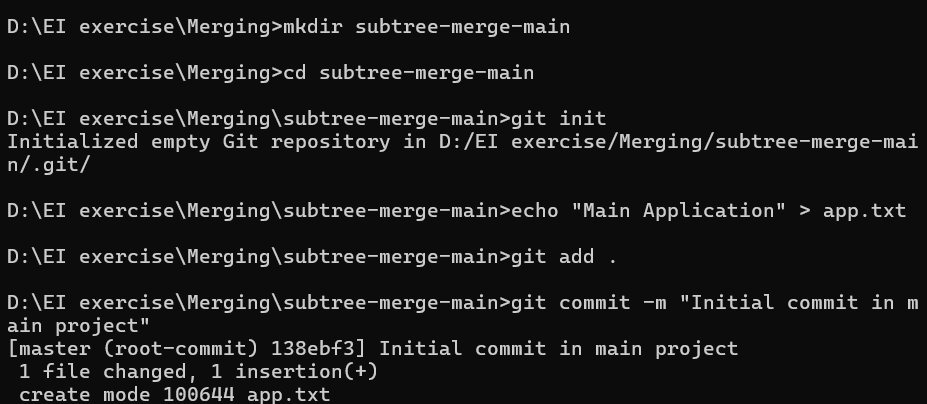 D:\EI exercise\Merging>mkdir subtree-merge-main
D:\EI exercise\Merging>cd subtree-merge-main
D:\EI exercise\Merging\subtree-merge-main>git init
Initialized empty Git repository in D:/EI exercise/Merging/subtree-merge-mai
n/.git/
D:\EI exercise\Merging\subtree-merge-main>echo "Main Application" > app.txt
D:\EI exercise\Merging\subtree-merge-main>git add .
D:\EI exercise\Merging\subtree-merge-main>git commit -m "Initial commit in m
ain project"
[master (root-commit) 138ebf3] Initial commit in main project
 1 file changed, 1 insertion(+)
 create mode 100644 app.txt